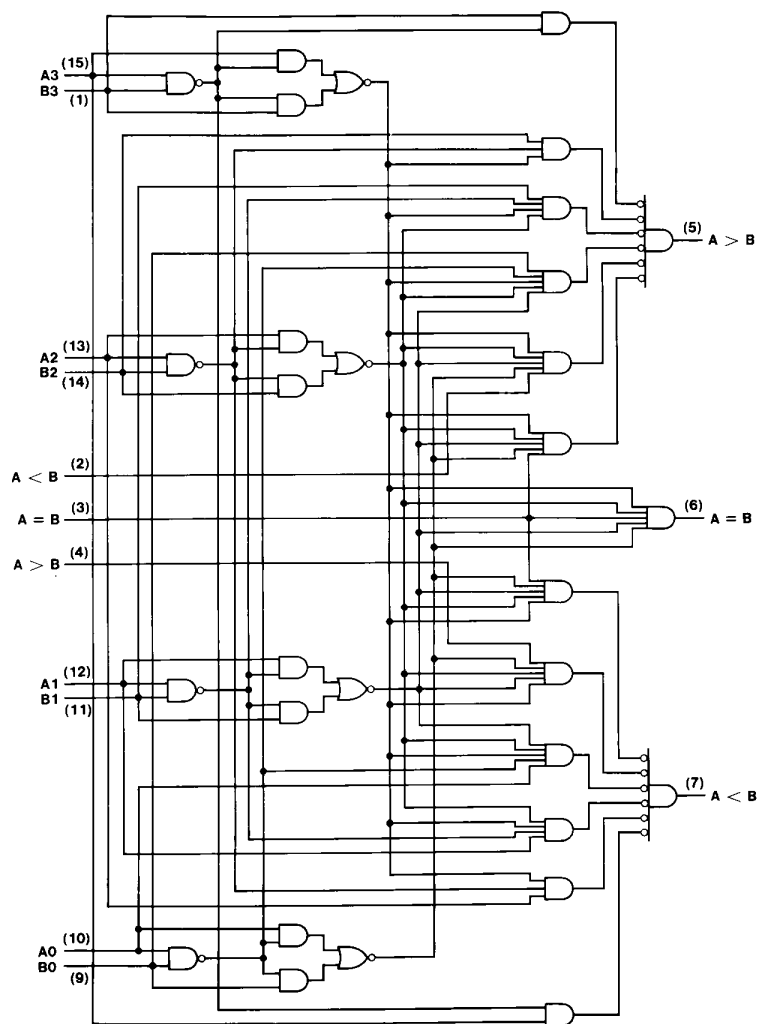 (15)
A3
B3
(1)
(5)
A > B
(13)
A2
B2
(14)
(2)
A < B
(3)
A = B
(6)
A = B
(4)
A > B
(12)
A1
B1
(11)
(7)
A < B
(10)
A0
B0
(9)